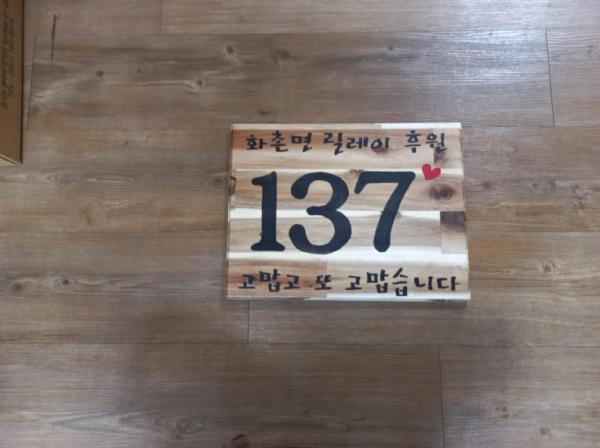 화촌면 릴레이 후원
137
고맙고 또 고맙습니다